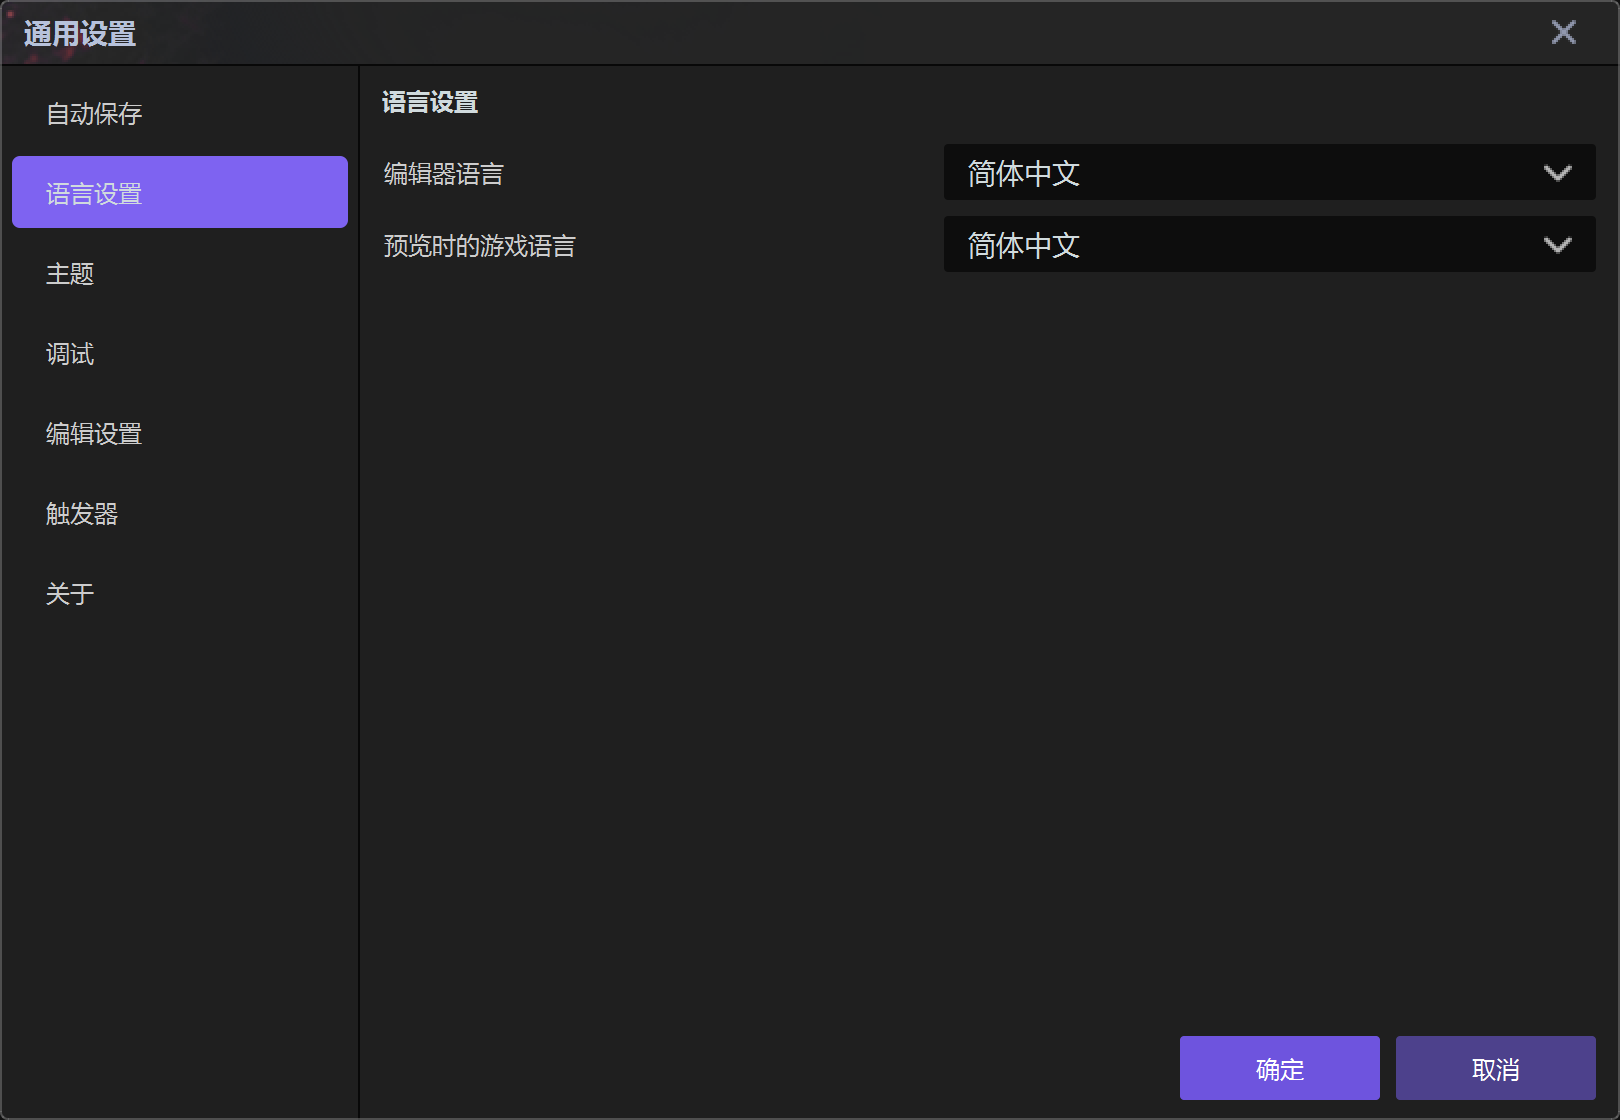 通用设置
自动保存
语言设置
主题
调试
编辑设置
触发器
关于
语言设置
编辑器语言
简体中文
预览时的游戏语言
简体中文
确定
取消